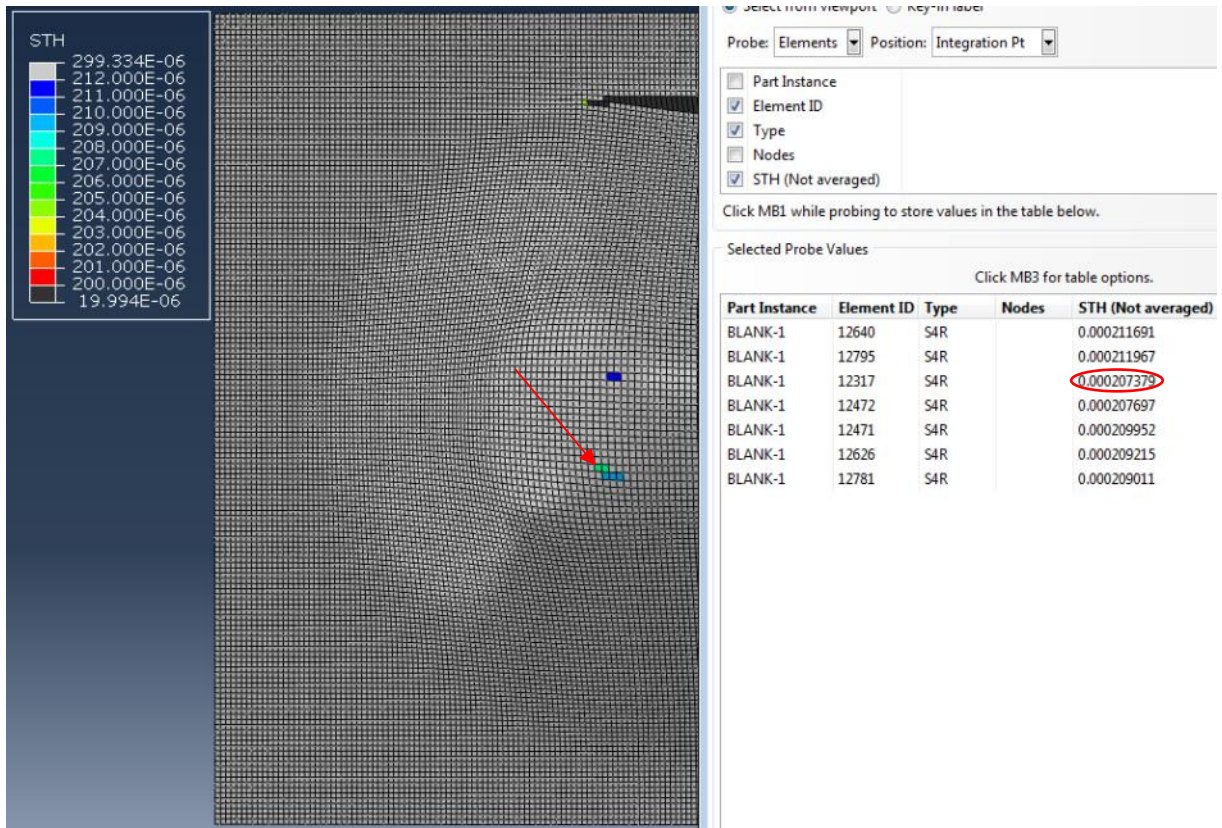 STH
299.334E-06
212.000E-06
211.000E-06
210.000E-06
209.000E-06
208.000E-06
207.000E-06
206.000E-06
205.000E-06
204.000E-06
203.000E-06
202.000E-06
201.000E-06
200.000E-06
19.994E-06
Select from viewport Key-in label
Probe: Elements Position: Integration Pt
Part Instance
Element ID
Type
Nodes
STH (Not averaged)
Click MB1 while probing to store values in the table below.
Selected Probe Values
Click MB3 for table options.
Part Instance Element ID Type Nodes STH (Not averaged)
BLANK-1 12640 S4R 0.000211691
BLANK-1 12795 S4R 0.000211967
BLANK-1 12317 S4R 0.000207379
BLANK-1 12472 S4R 0.000207697
BLANK-1 12471 S4R 0.000209952
BLANK-1 12626 S4R 0.000209215
BLANK-1 12781 S4R 0.000209011